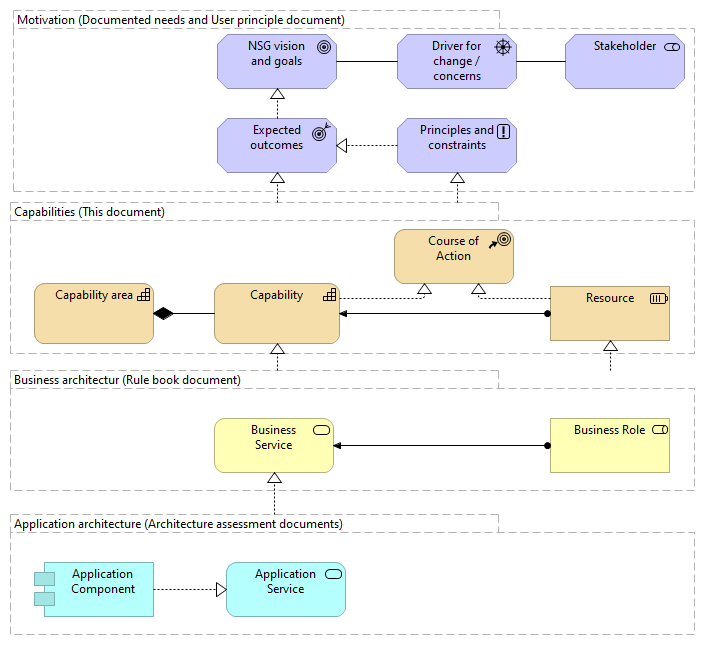 Motivation (Documented needs and User principle document)
NSG vision
and goals
Driver for
change /
concerns
Stakeholder
Expected
outcomes
Principles and
constraints
Capabilities (This document)
Course of
Action
Capability area
Capability
Resource
Business architectur (Rule book document)
Business
Service
Business Role
Application architecture (Architecture assessment documents)
Application
Component
Application
Service